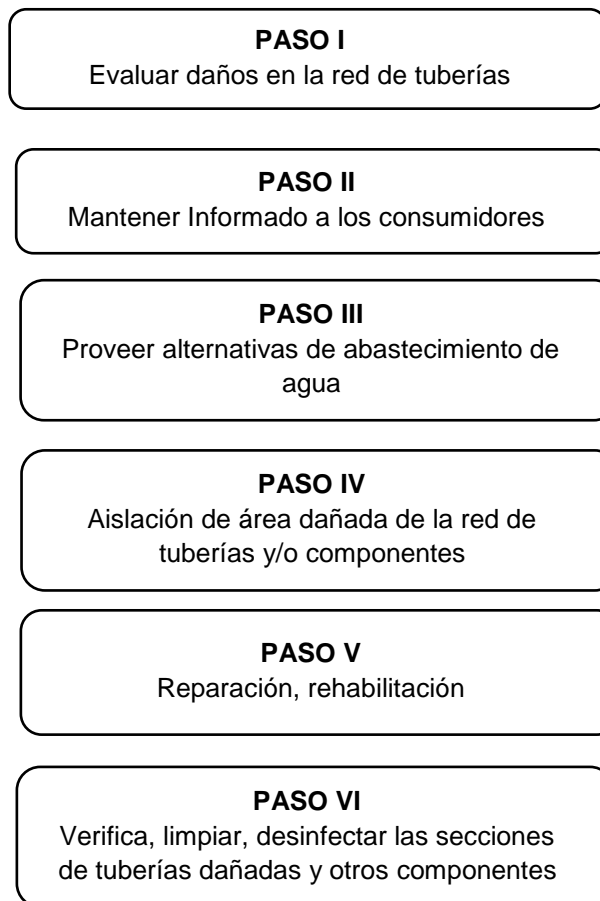 PASO I
Evaluar daños en la red de tuberías
PASO II
Mantener Informado a los consumidores
PASO III
Proveer alternativas de abastecimiento de
agua
PASO IV
Aislación de área dañada de la red de
tuberías y/o componentes
PASO V
Reparación, rehabilitación
PASO VI
Verifica, limpiar, desinfectar las secciones
de tuberías dañadas y otros componentes